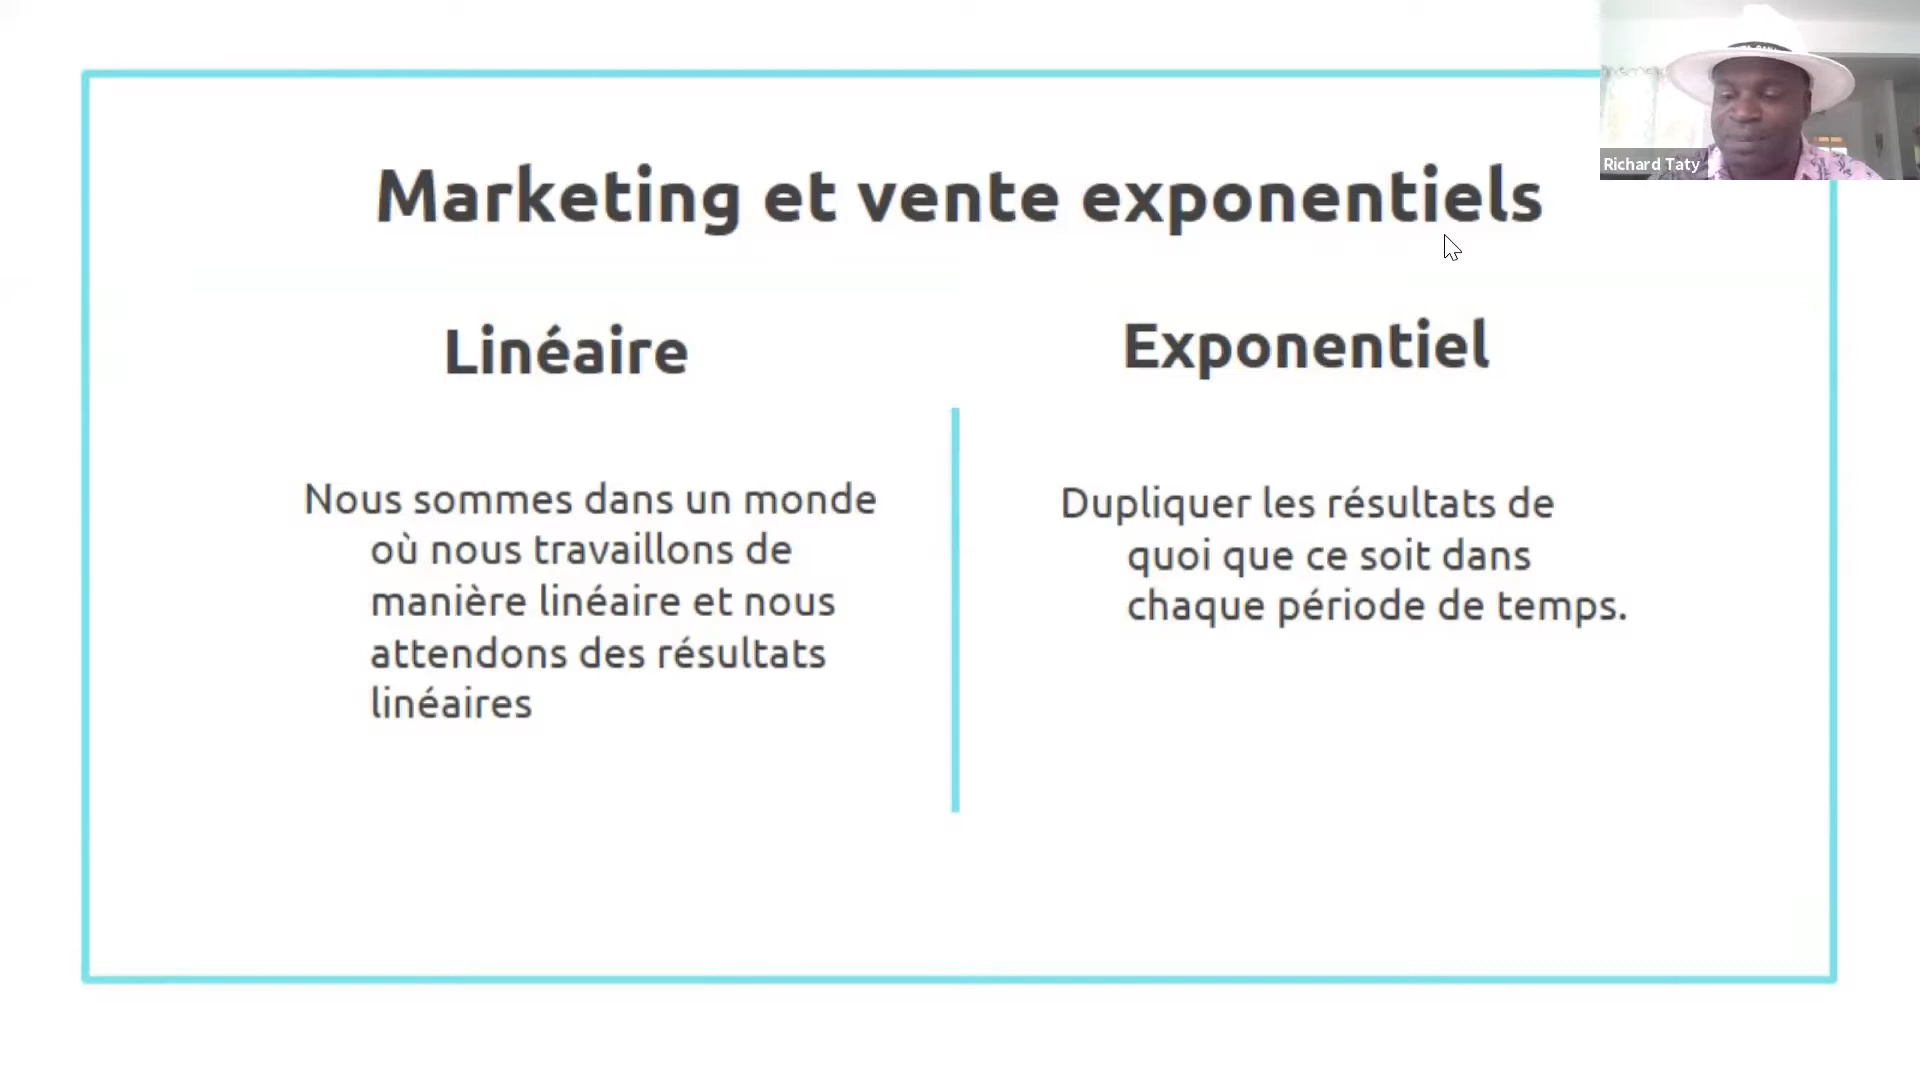 Richard Taty
Marketing et vente exponentiels
Linéaire
Nous sommes dans un monde
où nous travaillons de
manière linéaire et nous
attendons des résultats
linéaires
Exponentiel
Dupliquer les résultats de
quoi que ce soit dans
chaque période de temps.